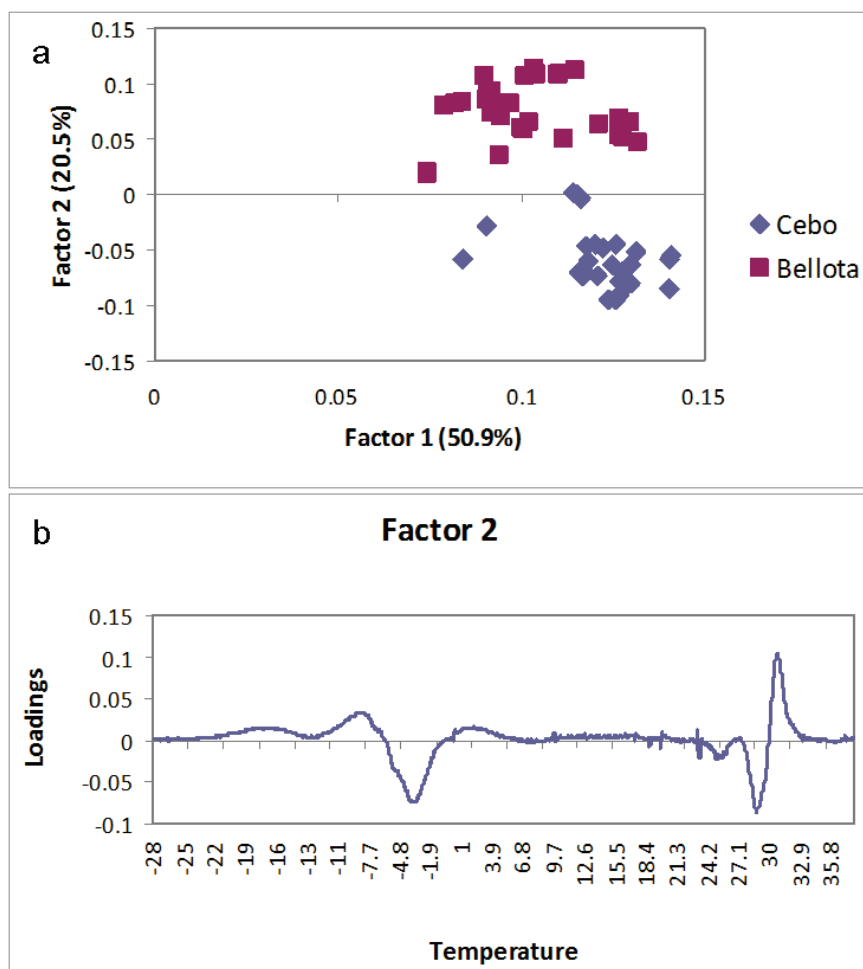 a
0.15
0.1
0.05
0
-0.05
-0.1
-0.15
Factor 2 (20.5%)
0 0.05 0.1 0.15
Factor 1 (50.9%)
Cebo
Bellota
b
Factor 2
0.15
0.1
0.05
0
-0.05
-0.1
Loadings
-28 -25 -22 -19 -16 -13 -11 -7.7 -4.8 -1.9 1 3.9 6.8 9.7 12.6 15.5 18.4 21.3 24.2 27.1 30 32.9 35.8
Temperature